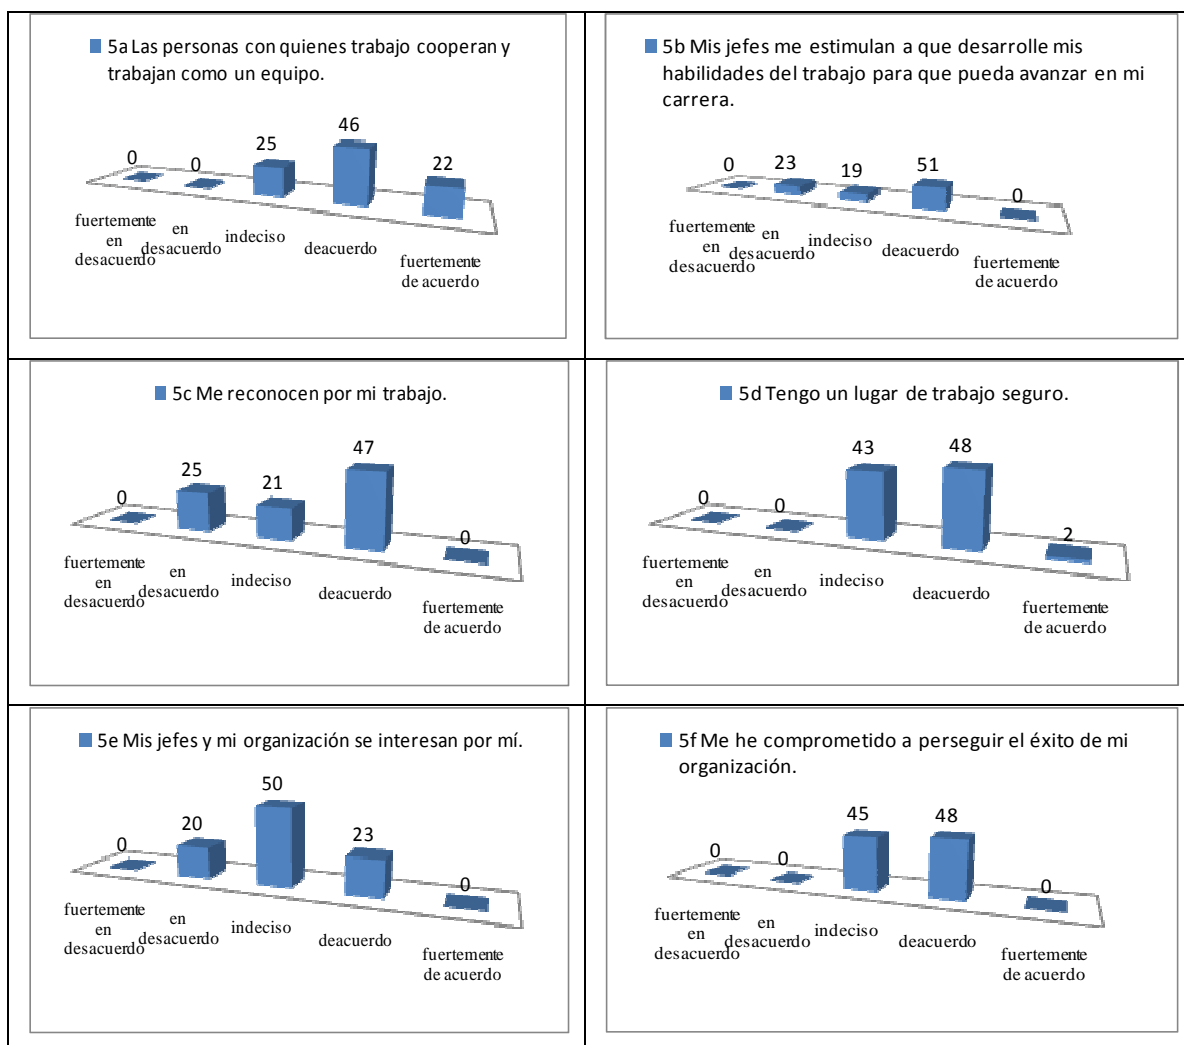 5a Las personas con quienes trabajo cooperan y
trabajan como un equipo.
0
0
25
46
22
fuertemente
en
desacuerdo
en
desacuerdo
indeciso
deacuerdo
fuertemente
de acuerdo
5b Mis jefes me estimulan a que desarrolle mis
habilidades del trabajo para que pueda avanzar en mi
carrera.
0
23
19
51
0
fuertemente
en
desacuerdo
en
desacuerdo
indeciso
deacuerdo
fuertemente
de acuerdo
5c Me reconocen por mi trabajo.
0
25
21
47
0
fuertemente
en
desacuerdo
en
desacuerdo
indeciso
deacuerdo
fuertemente
de acuerdo
5d Tengo un lugar de trabajo seguro.
0
0
43
48
2
fuertemente
en
desacuerdo
en
desacuerdo
indeciso
deacuerdo
fuertemente
de acuerdo
5e Mis jefes y mi organización se interesan por mí.
0
20
50
23
0
fuertemente
en
desacuerdo
en
desacuerdo
indeciso
deacuerdo
fuertemente
de acuerdo
5f Me he comprometido a perseguir el éxito de mi
organización.
0
0
45
48
0
fuertemente
en
desacuerdo
en
desacuerdo
indeciso
deacuerdo
fuertemente
de acuerdo